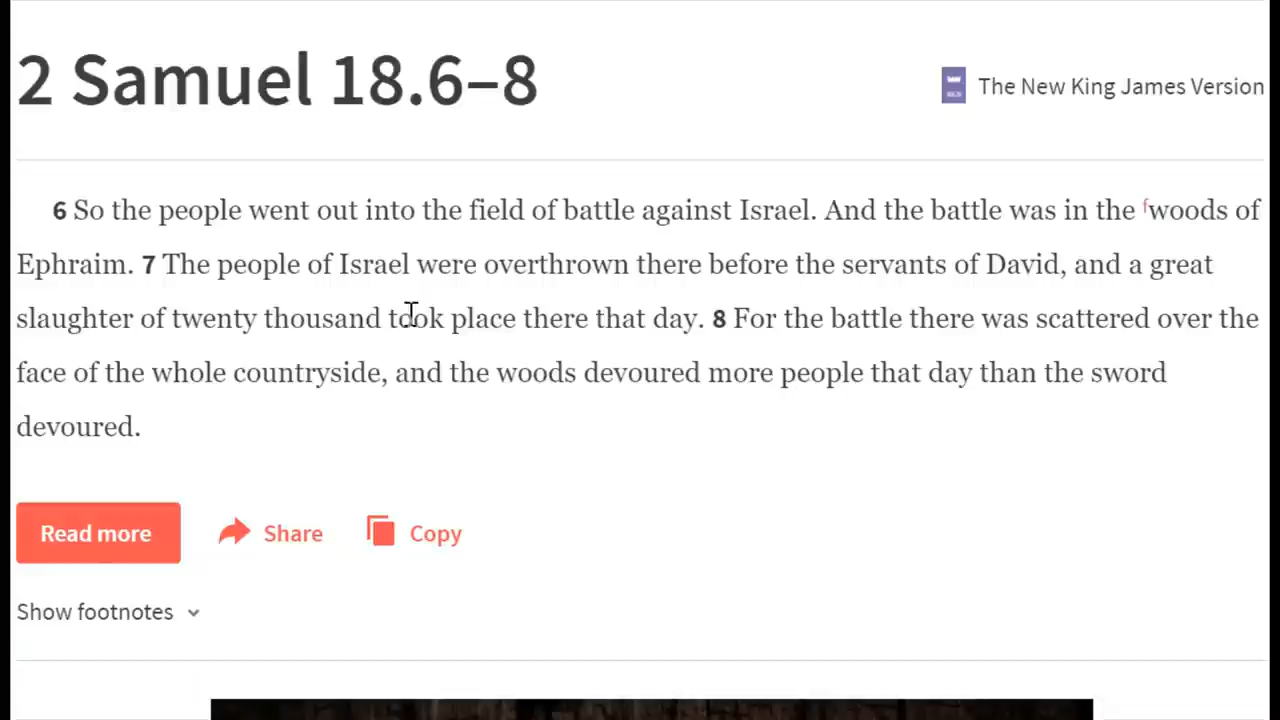 2 Samuel 18.6–8
The New King James Version
6 So the people went out into the field of battle against Israel. And the battle was in the fwoods of
Ephraim. 7 The people of Israel were overthrown there before the servants of David, and a great
slaughter of twenty thousand took place there that day. 8 For the battle there was scattered over the
face of the whole countryside, and the woods devoured more people that day than the sword
devoured.
Read more
Share
Copy
Show footnotes